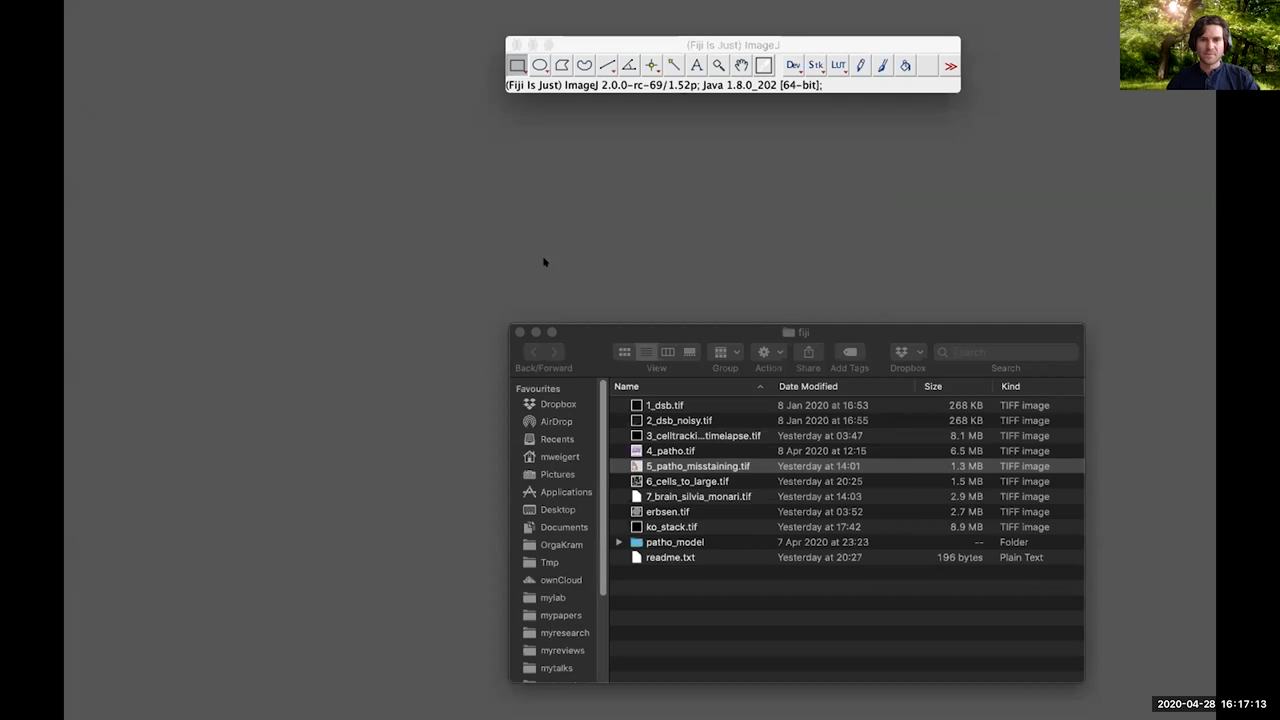 (Fiji Is Just) ImageJ
Dev Stk LUT
(Fiji Is Just) ImageJ 2.0.0-rc-69/1.52p; Java 1.8.0_202 [64-bit];
fiji
Search
Back/Forward View Group Action Share Add Tags Dropbox Search
Favourites
Dropbox
AirDrop
Recents
mweigert
Pictures
Applications
Desktop
Documents
OrgaKram
Tmp
ownCloud
mylab
mypapers
myresearch
myreviews
mytalks
Name Date Modified Size Kind
1_dsb.tif 8 Jan 2020 at 16:53 268 KB TIFF image
2_dsb_noisy.tif 8 Jan 2020 at 16:55 268 KB TIFF image
3_celltracki...timelapse.tif Yesterday at 03:47 8.1 MB TIFF image
4_patho.tif 8 Apr 2020 at 12:15 6.5 MB TIFF image
5_patho_misstaining.tif Yesterday at 14:01 1.3 MB TIFF image
6_cells_to_large.tif Yesterday at 20:25 1.5 MB TIFF image
7_brain_silvia_monari.tif Yesterday at 14:03 2.9 MB TIFF image
erbsen.tif Yesterday at 03:52 2.7 MB TIFF image
ko_stack.tif Yesterday at 17:42 8.9 MB TIFF image
patho_model 7 Apr 2020 at 23:23 -- Folder
readme.txt Yesterday at 20:27 196 bytes Plain Text
2020-04-28 16:17:13